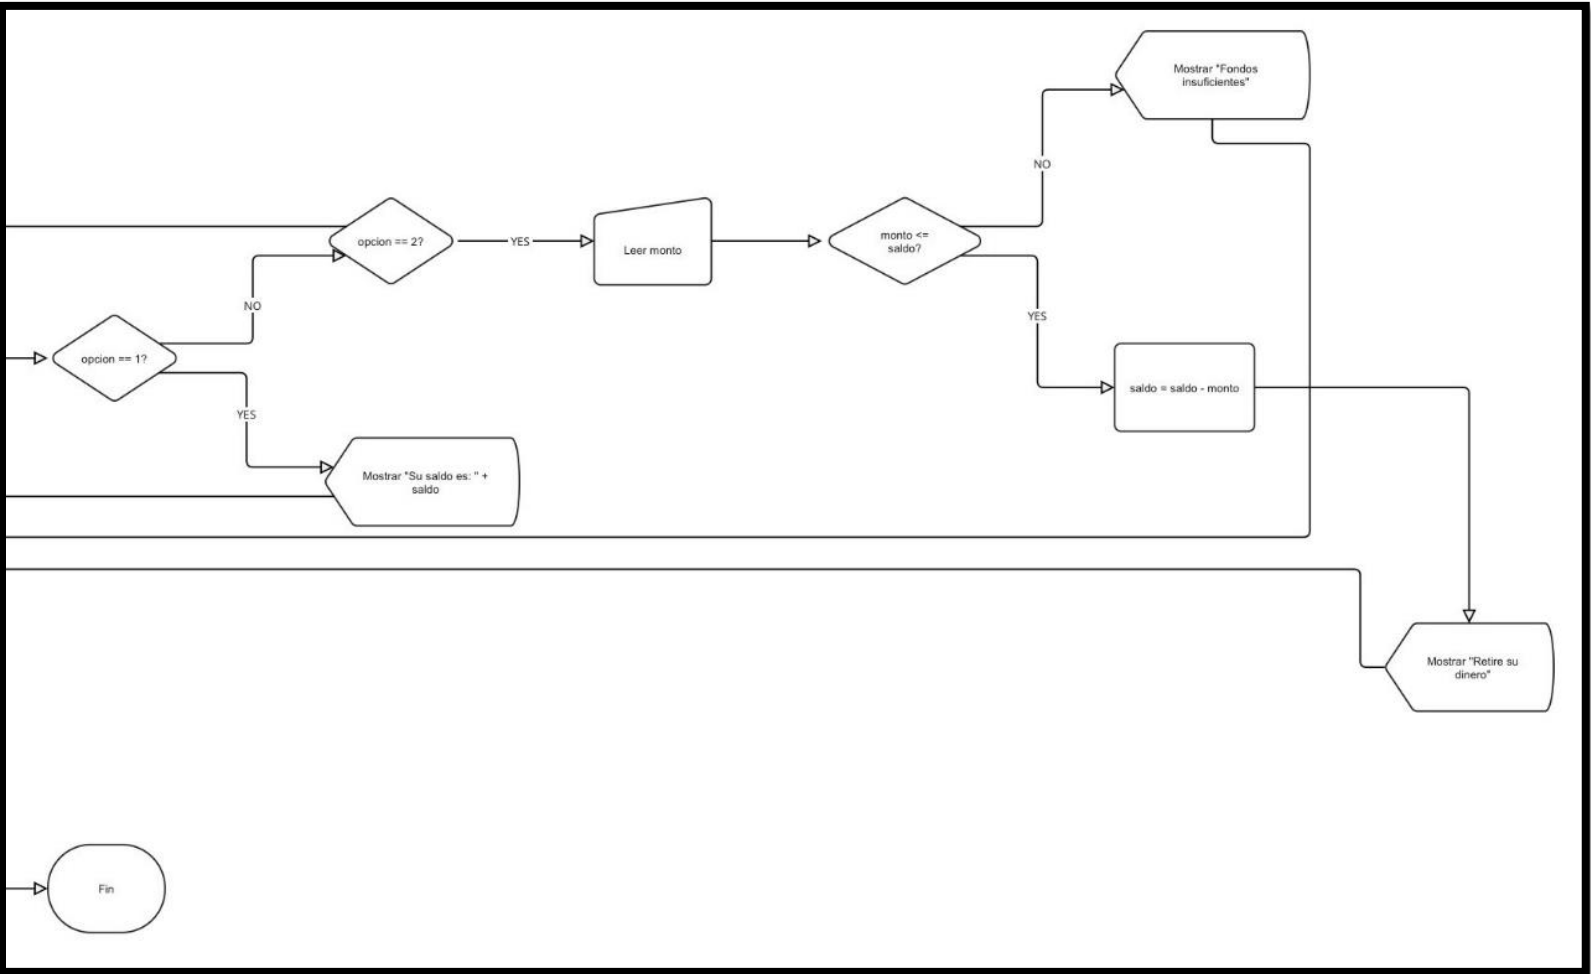 Mostrar "Fondos
insuficientes"
NO
opcion == 2?
YES
Leer monto
monto <=
saldo?
NO
YES
opcion == 1?
YES
saldo = saldo - monto
Mostrar "Su saldo es: " +
saldo
Mostrar "Retire su
dinero"
Fin